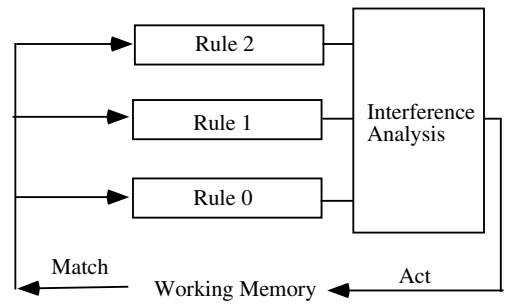 Rule 2
Rule 1
Interference
Analysis
Rule 0
Match
Working Memory
Act